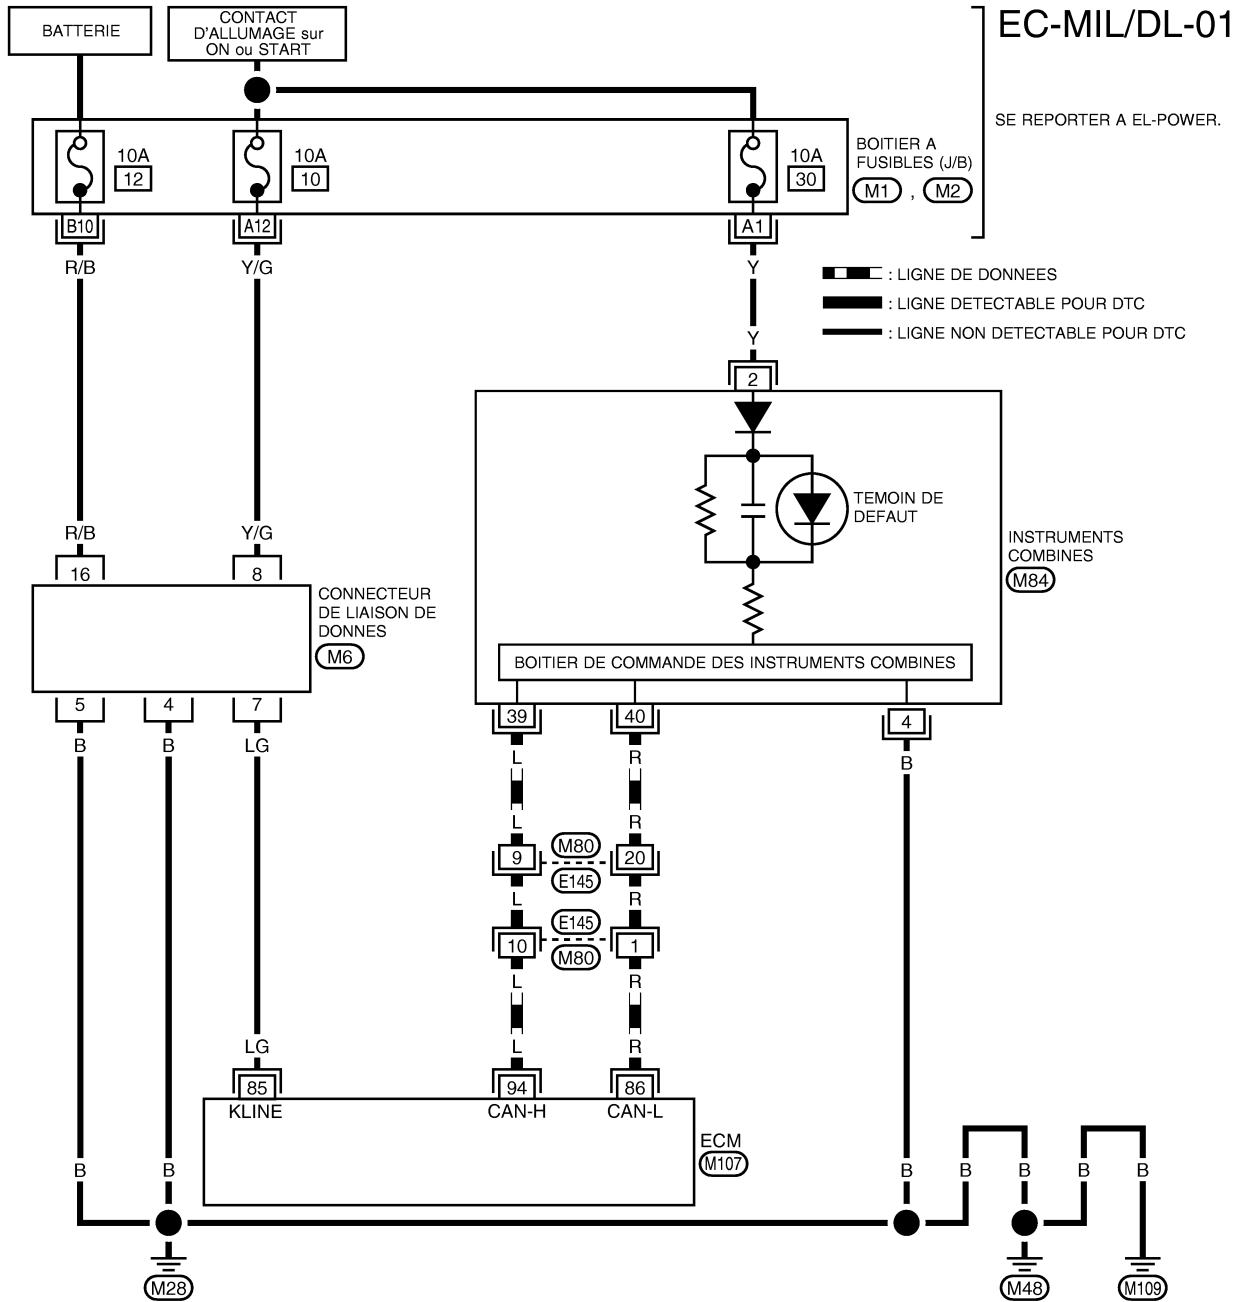 EC-MIL/DL-01
BATTERIE
CONTACT
D'ALLUMAGE sur
ON ou START
SE REPORTER A EL-POWER.
10A
12
10A
10
10A
30
BOITIER A
FUSIBLES (J/B)
M1 , M2
B10
A12
A1
R/B
Y/G
Y
: LIGNE DE DONNEES
: LIGNE DETECTABLE POUR DTC
: LIGNE NON DETECTABLE POUR DTC
Y
2
TEMOIN DE
DEFAUT
R/B
Y/G
INSTRUMENTS
COMBINES
M84
16
8
CONNECTEUR
DE LIAISON DE
DONNES
M6
BOITIER DE COMMANDE DES INSTRUMENTS COMBINES
5
4
7
39
40
4
B
B
LG
L
R
B
L
R
9
M80
20
E145
L
R
E145
10
1
M80
L
R
LG
L
R
85
94
86
KLINE
CAN-H
CAN-L
ECM
M107
B
B
B
B
B
B
B
M28
M48
M109